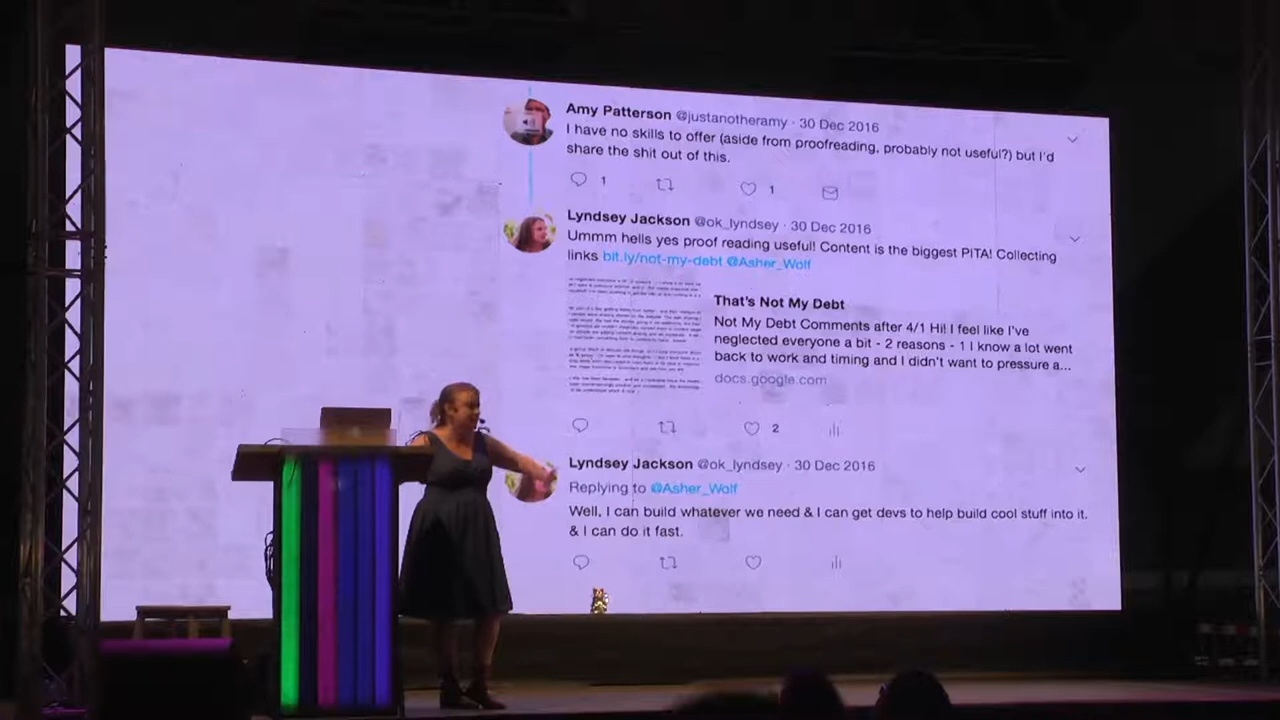 Amy Patterson @justanotheramy · 30 Dec 2016
I have no skills to offer (aside from proofreading, probably not useful?) but I'd
share the shit out of this.
1
1
Lyndsey Jackson @ok_lyndsey · 30 Dec 2016
Ummm hells yes proof reading useful! Content is the biggest PITA! Collecting
links bit.ly/not-my-debt @Asher_Wolf
That's Not My Debt
Not My Debt Comments after 4/1 Hi! I feel like I've
neglected everyone a bit - 2 reasons - 1 I know a lot went
back to work and timing and I didn't want to pressure a...
docs.google.com
2
Lyndsey Jackson @ok_lyndsey · 30 Dec 2016
Replying to @Asher_Wolf
Well, I can build whatever we need & I can get devs to help build cool stuff into it.
& I can do it fast.